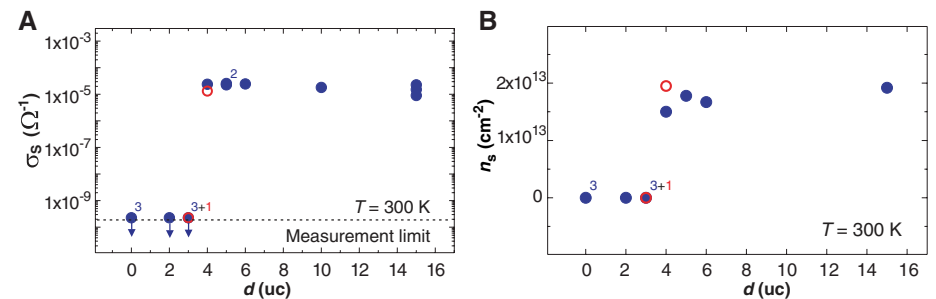 A
1x10⁻³
1x10⁻⁵
1x10⁻⁷
1x10⁻⁹
σS (Ω⁻¹)
2
3
3+1
T = 300 K
Measurement limit
0 2 4 6 8 10 12 14 16
d (uc)
B
2x10¹³
1x10¹³
0
ns (cm⁻²)
3
3+1
T = 300 K
0 2 4 6 8 10 12 14 16
d (uc)